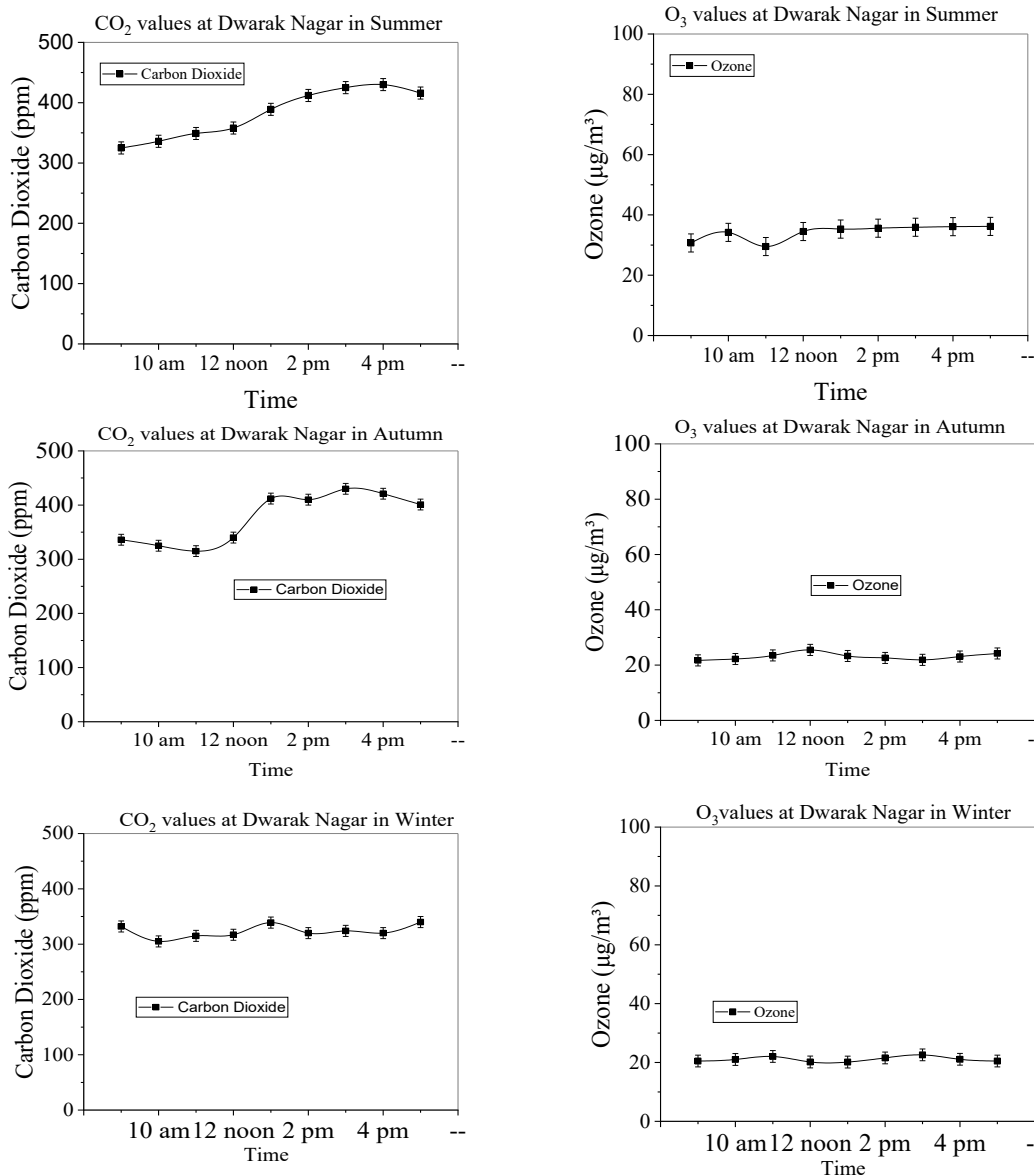 CO₂ values at Dwarak Nagar in Summer
500
400
300
200
100
0
Carbon Dioxide (ppm)
Carbon Dioxide
10 am 12 noon 2 pm 4 pm --
Time
O₃ values at Dwarak Nagar in Summer
100
80
60
40
20
0
Ozone (µg/m³)
Ozone
10 am 12 noon 2 pm 4 pm --
Time
CO₂ values at Dwarak Nagar in Autumn
500
400
300
200
100
0
Carbon Dioxide (ppm)
Carbon Dioxide
10 am 12 noon 2 pm 4 pm --
Time
O₃ values at Dwarak Nagar in Autumn
100
80
60
40
20
0
Ozone (µg/m³)
Ozone
10 am 12 noon 2 pm 4 pm -
Time
CO₂ values at Dwarak Nagar in Winter
500
400
300
200
100
0
Carbon Dioxide (ppm)
Carbon Dioxide
10 am 12 noon 2 pm 4 pm --
Time
O₃values at Dwarak Nagar in Winter
100
80
60
40
20
0
Ozone (µg/m³)
Ozone
10 am 12 noon 2 pm 4 pm -
Time